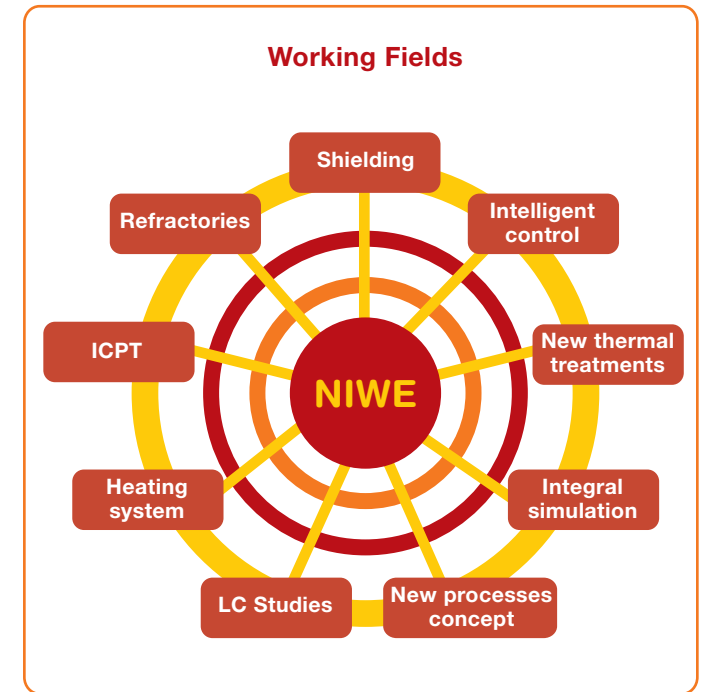 Working Fields
Shielding
Refractories
Intelligent
control
ICPT
New thermal
treatments
NIWE
Heating
system
Integral
simulation
LC Studies
New processes
concept